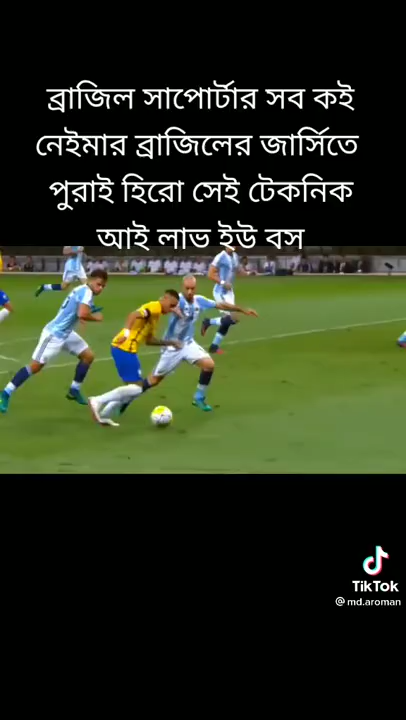 ব্রাজিল সাপোর্টার সব কই
নেইমার ব্রাজিলের জার্সিতে
পুরাই হিরো সেই টেকনিক
আই লাভ ইউ বস
TikTok
@md.aroman